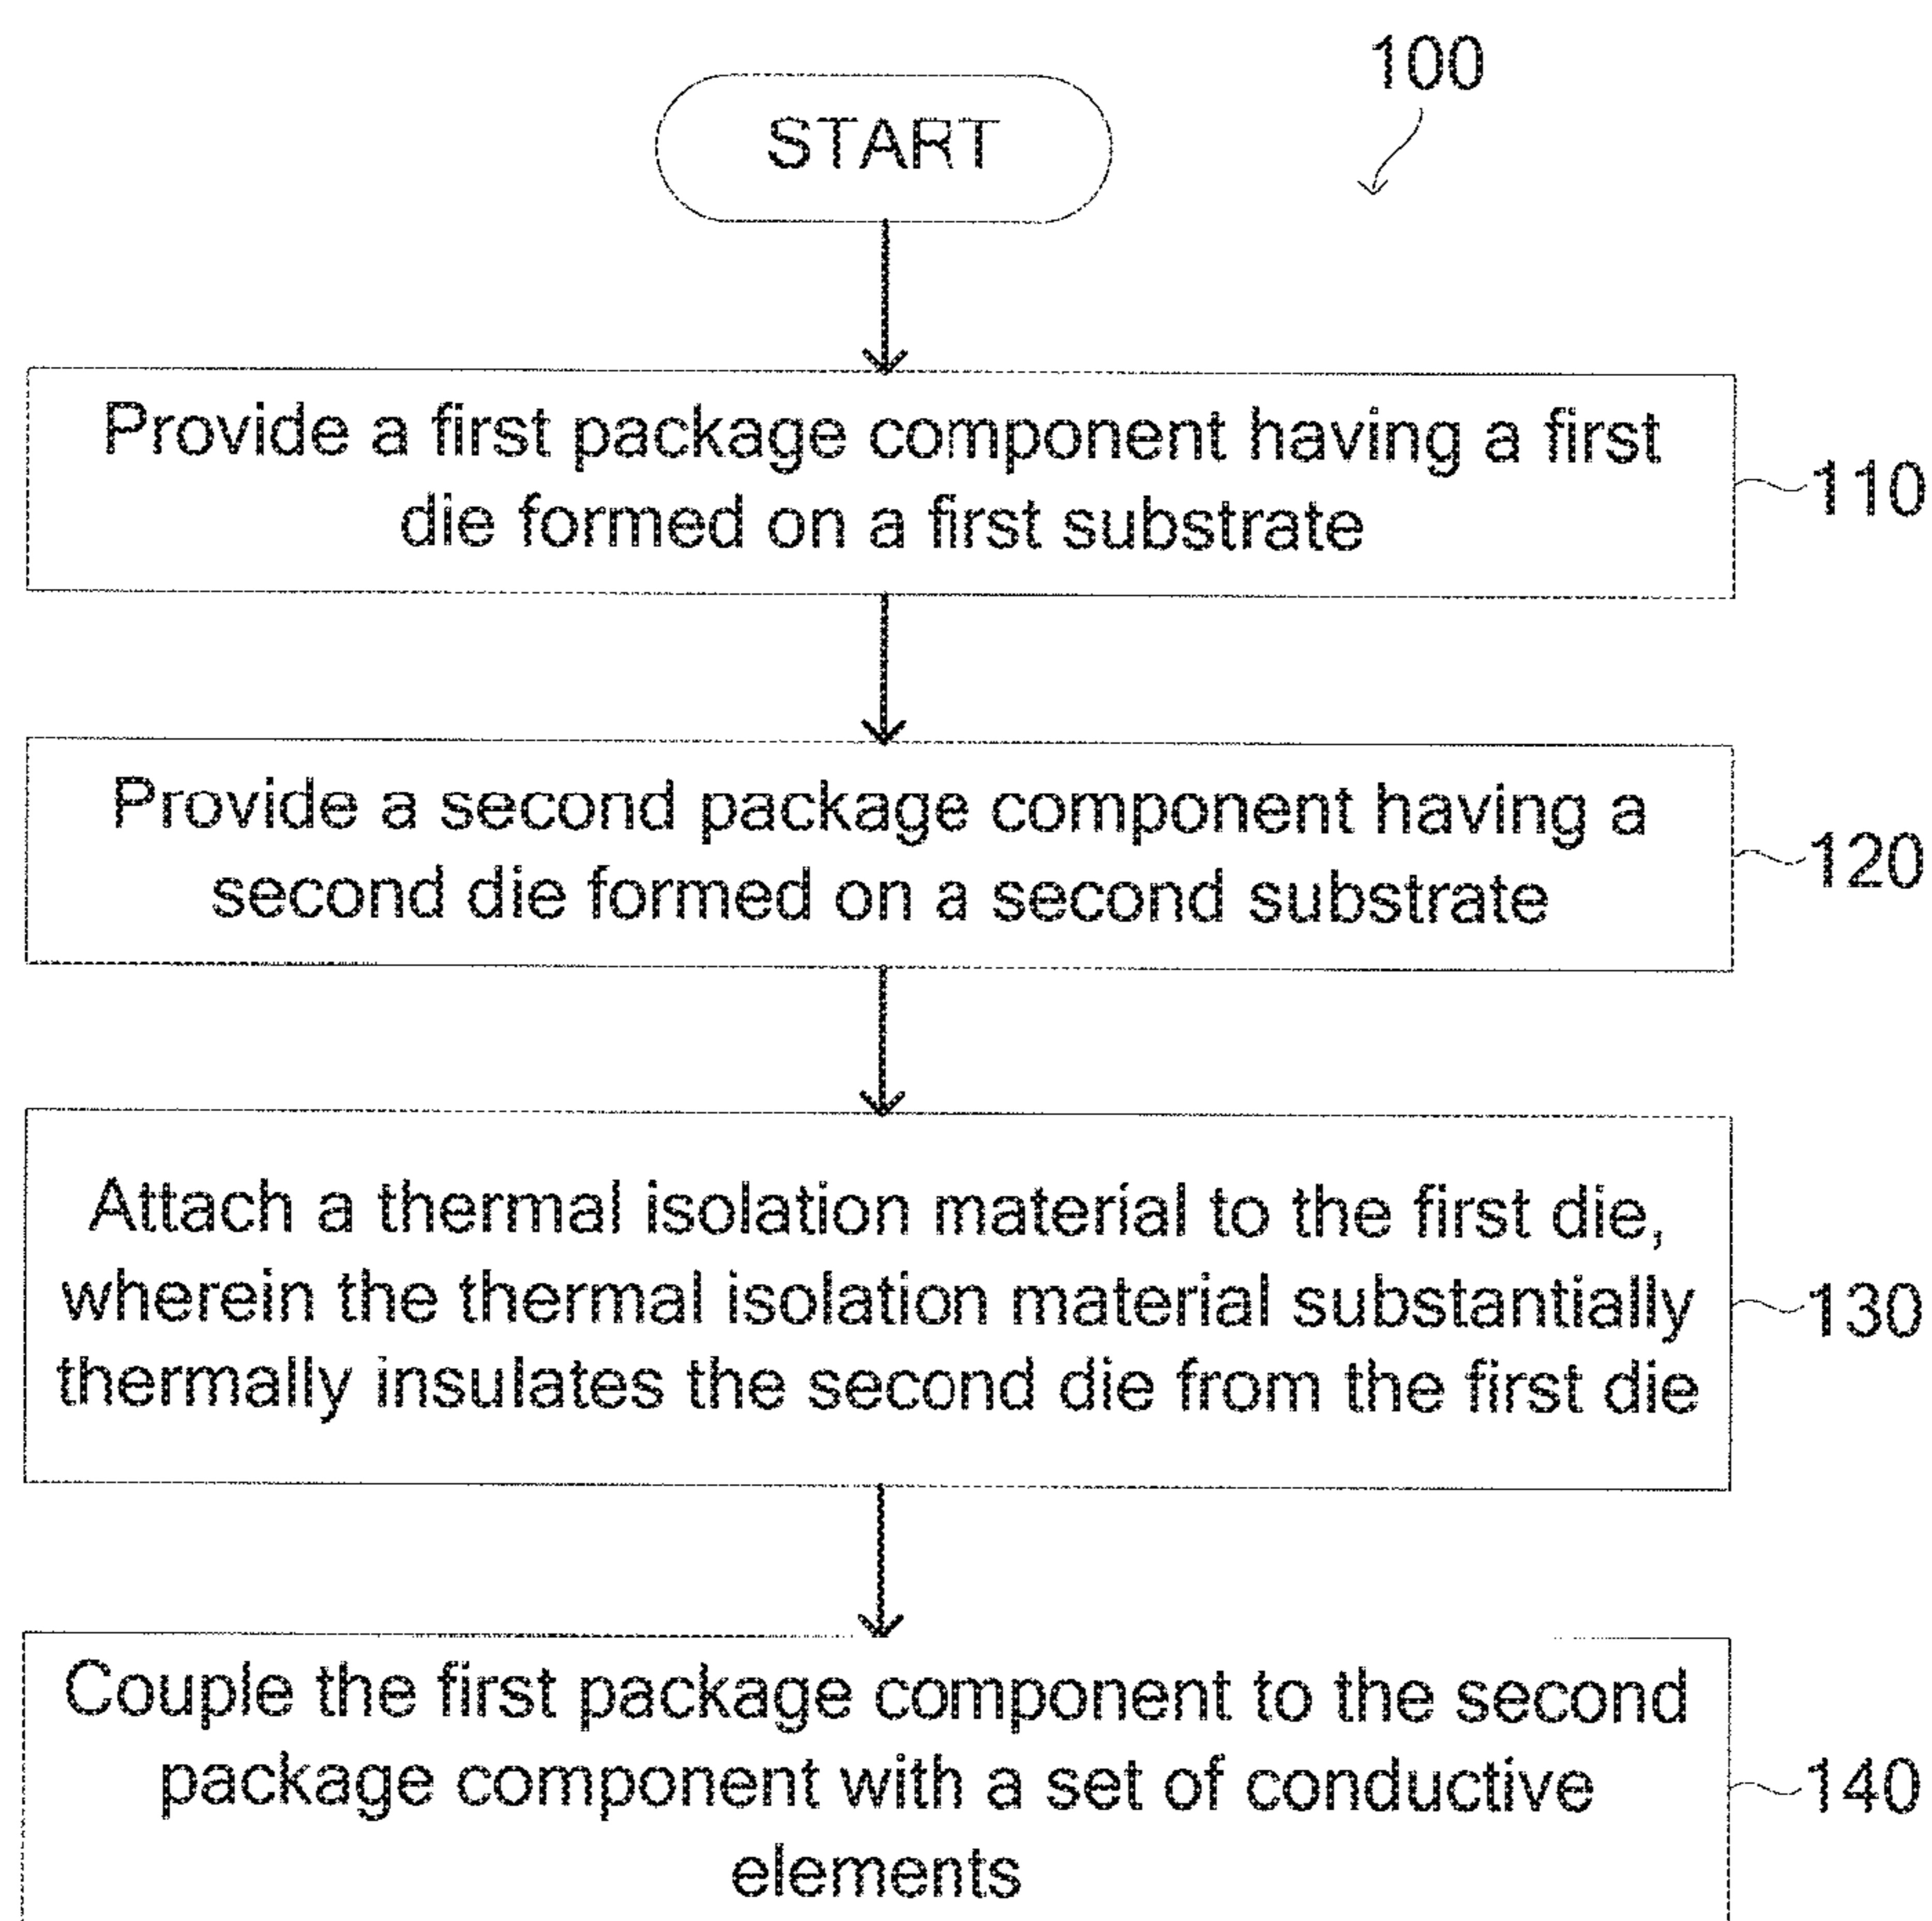 100
START
Provide a first package component having a first
die formed on a first substrate
110
Provide a second package component having a
second die formed on a second substrate
120
Attach a thermal isolation material to the first die,
wherein the thermal isolation material substantially
thermally insulates the second die from the first die
130
Couple the first package component to the second
package component with a set of conductive
elements
140